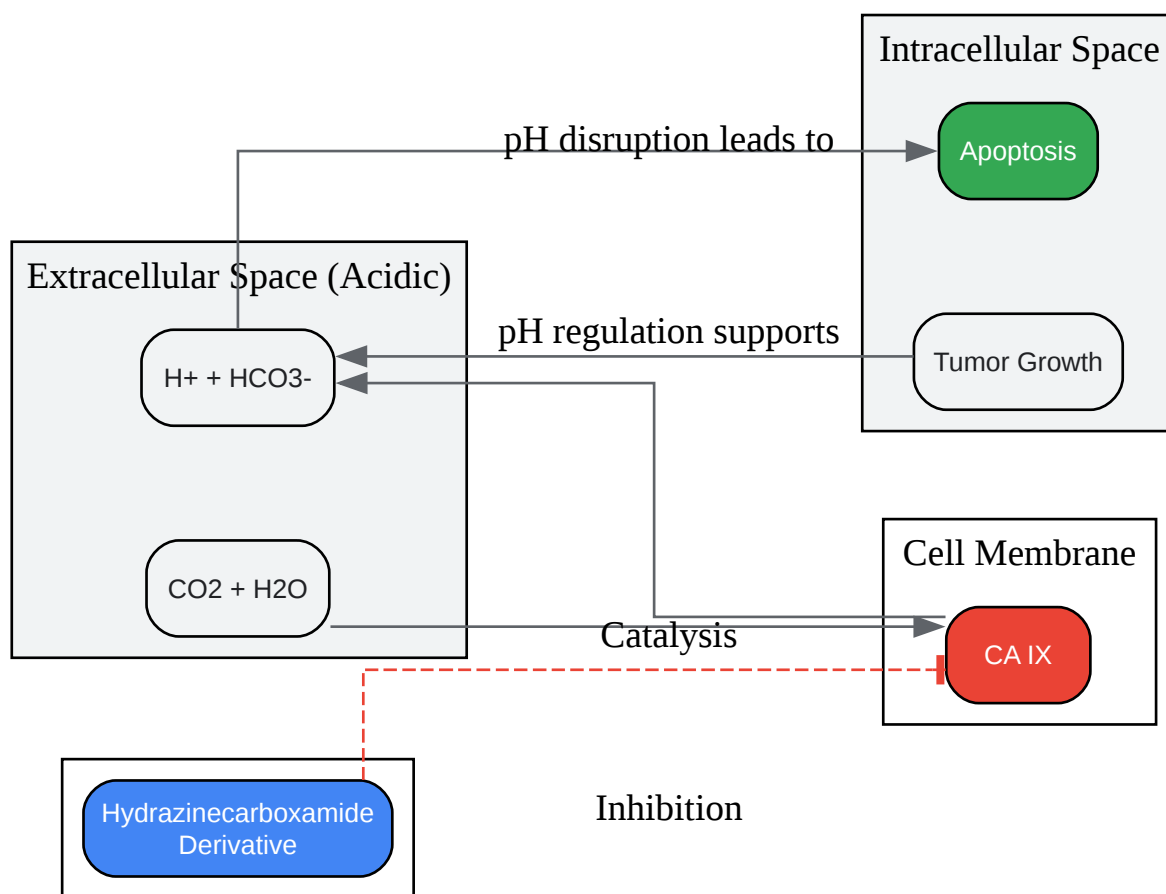 Intracellular Space
Apoptosis
pH disruption leads to
Extracellular Space (Acidic)
pH regulation supports
Tumor Growth
H+ + HCO3-
Cell Membrane
CO2 + H2O
Catalysis
CA IX
Hydrazinecarboxamide
Derivative
Inhibition